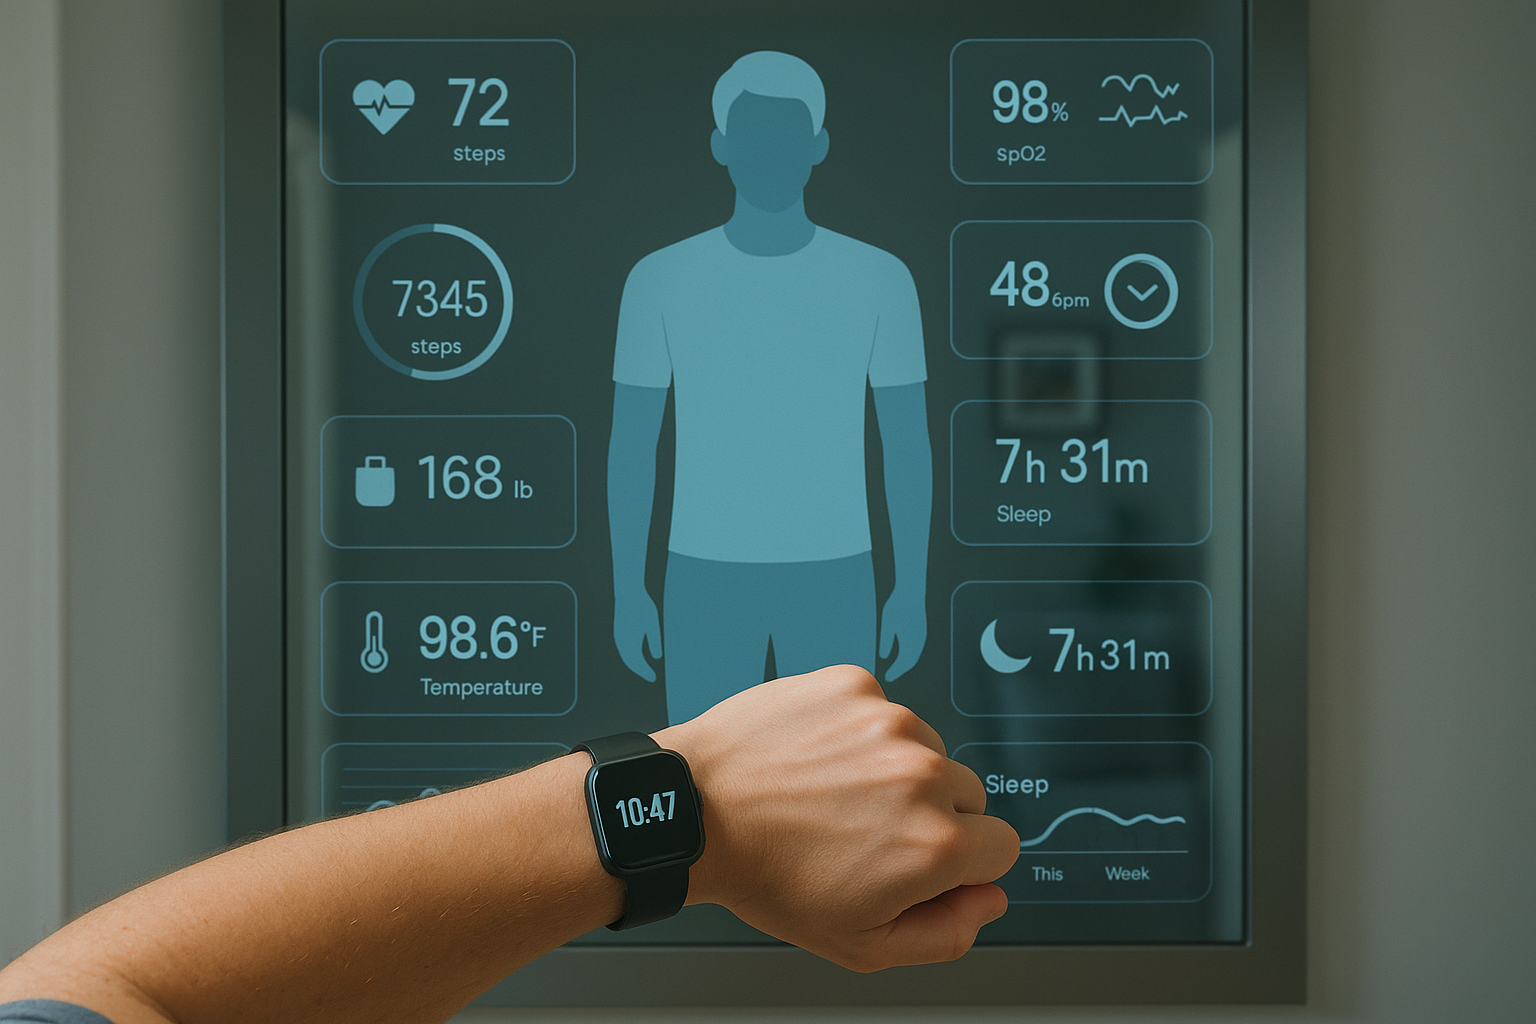 72
steps
7345
steps
168 lb
98.6°F
Temperature
98%
spO2
48 6pm
7h 31m
Sleep
7h 31m
Sieep
This Week
10:47